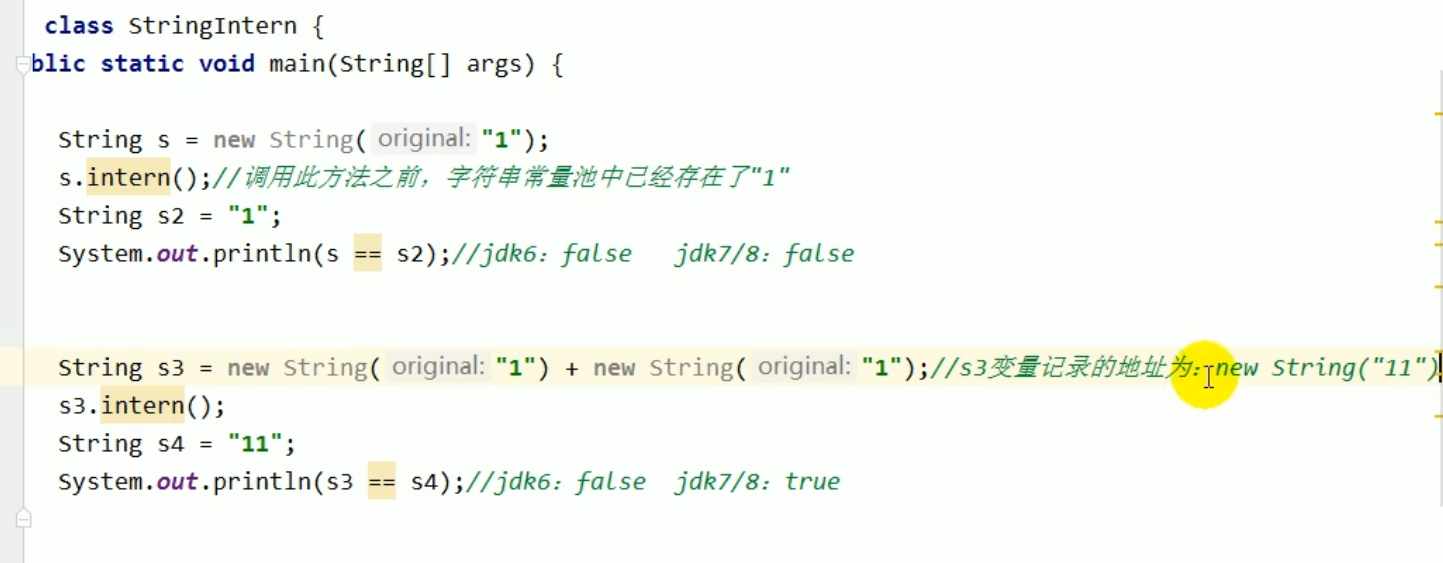 class StringIntern {
blic static void main(String[] args) {
String s = new String( original: "1");
s.intern();//调用此方法之前，字符串常量池中已经存在了"1"
String s2 = "1";
System.out.println(s == s2);//jdk6：false   jdk7/8：false
String s3 = new String( original: "1") + new String( original: "1");//s3变量记录的地址为：new String("11")
s3.intern();
String s4 = "11";
System.out.println(s3 == s4);//jdk6：false  jdk7/8：true